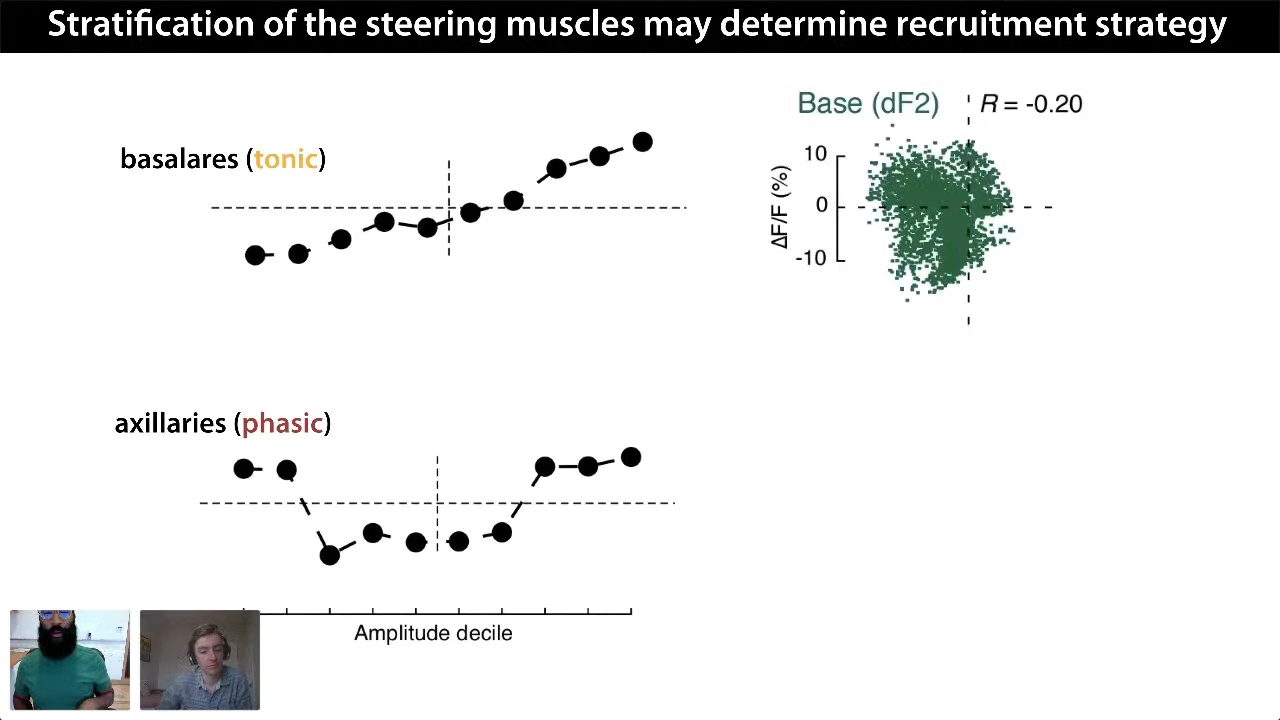 Stratification of the steering muscles may determine recruitment strategy
basalares (tonic)
Base (dF2)
R = -0.20
ΔF/F (%)
10
0
-10
axillaries (phasic)
Amplitude decile